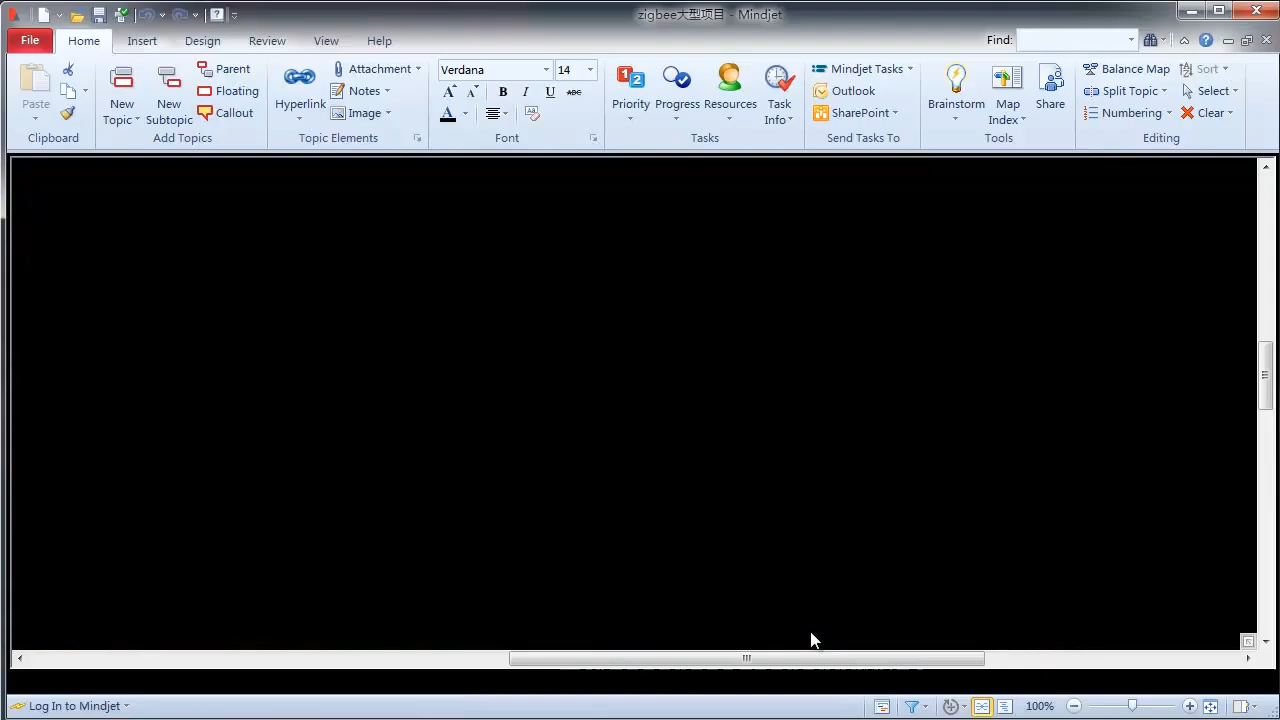 zigbee大型项目 - Mindjet
File Home Insert Design Review View Help Find:
Paste
Clipboard
New Topic
New Subtopic
Parent
Floating
Callout
Add Topics
Hyperlink
Attachment
Notes
Image
Topic Elements
Verdana 14
B I U ABC
A
Font
Priority
Progress
Resources
Task Info
Tasks
Mindjet Tasks
Outlook
SharePoint
Send Tasks To
Brainstorm
Map Index
Share
Tools
Balance Map
Split Topic
Numbering
Sort
Select
Clear
Editing
Log In to Mindjet
100%